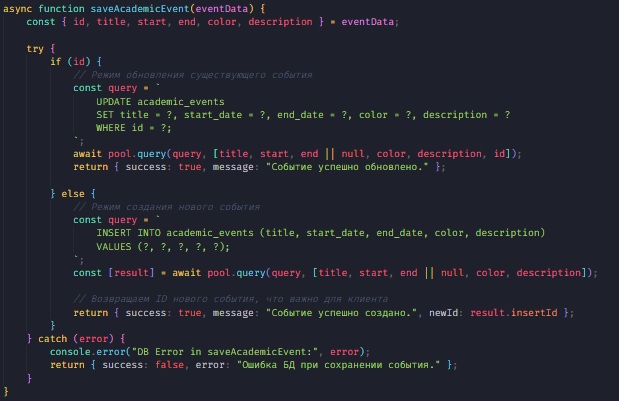 async function saveAcademicEvent(eventData) {
    const { id, title, start, end, color, description } = eventData;

    try {
        if (id) {
            // Режим обновления существующего события
            const query = `
                UPDATE academic_events
                SET title = ?, start_date = ?, end_date = ?, color = ?, description = ?
                WHERE id = ?;
            `;
            await pool.query(query, [title, start, end || null, color, description, id]);
            return { success: true, message: "Событие успешно обновлено." };

        } else {
            // Режим создания нового события
            const query = `
                INSERT INTO academic_events (title, start_date, end_date, color, description)
                VALUES (?, ?, ?, ?, ?);
            `;
            const [result] = await pool.query(query, [title, start, end || null, color, description]);

            // Возвращаем ID нового события, что важно для клиента
            return { success: true, message: "Событие успешно создано.", newId: result.insertId };
        }
    } catch (error) {
        console.error("DB Error in saveAcademicEvent:", error);
        return { success: false, error: "Ошибка БД при сохранении события." };
    }
}